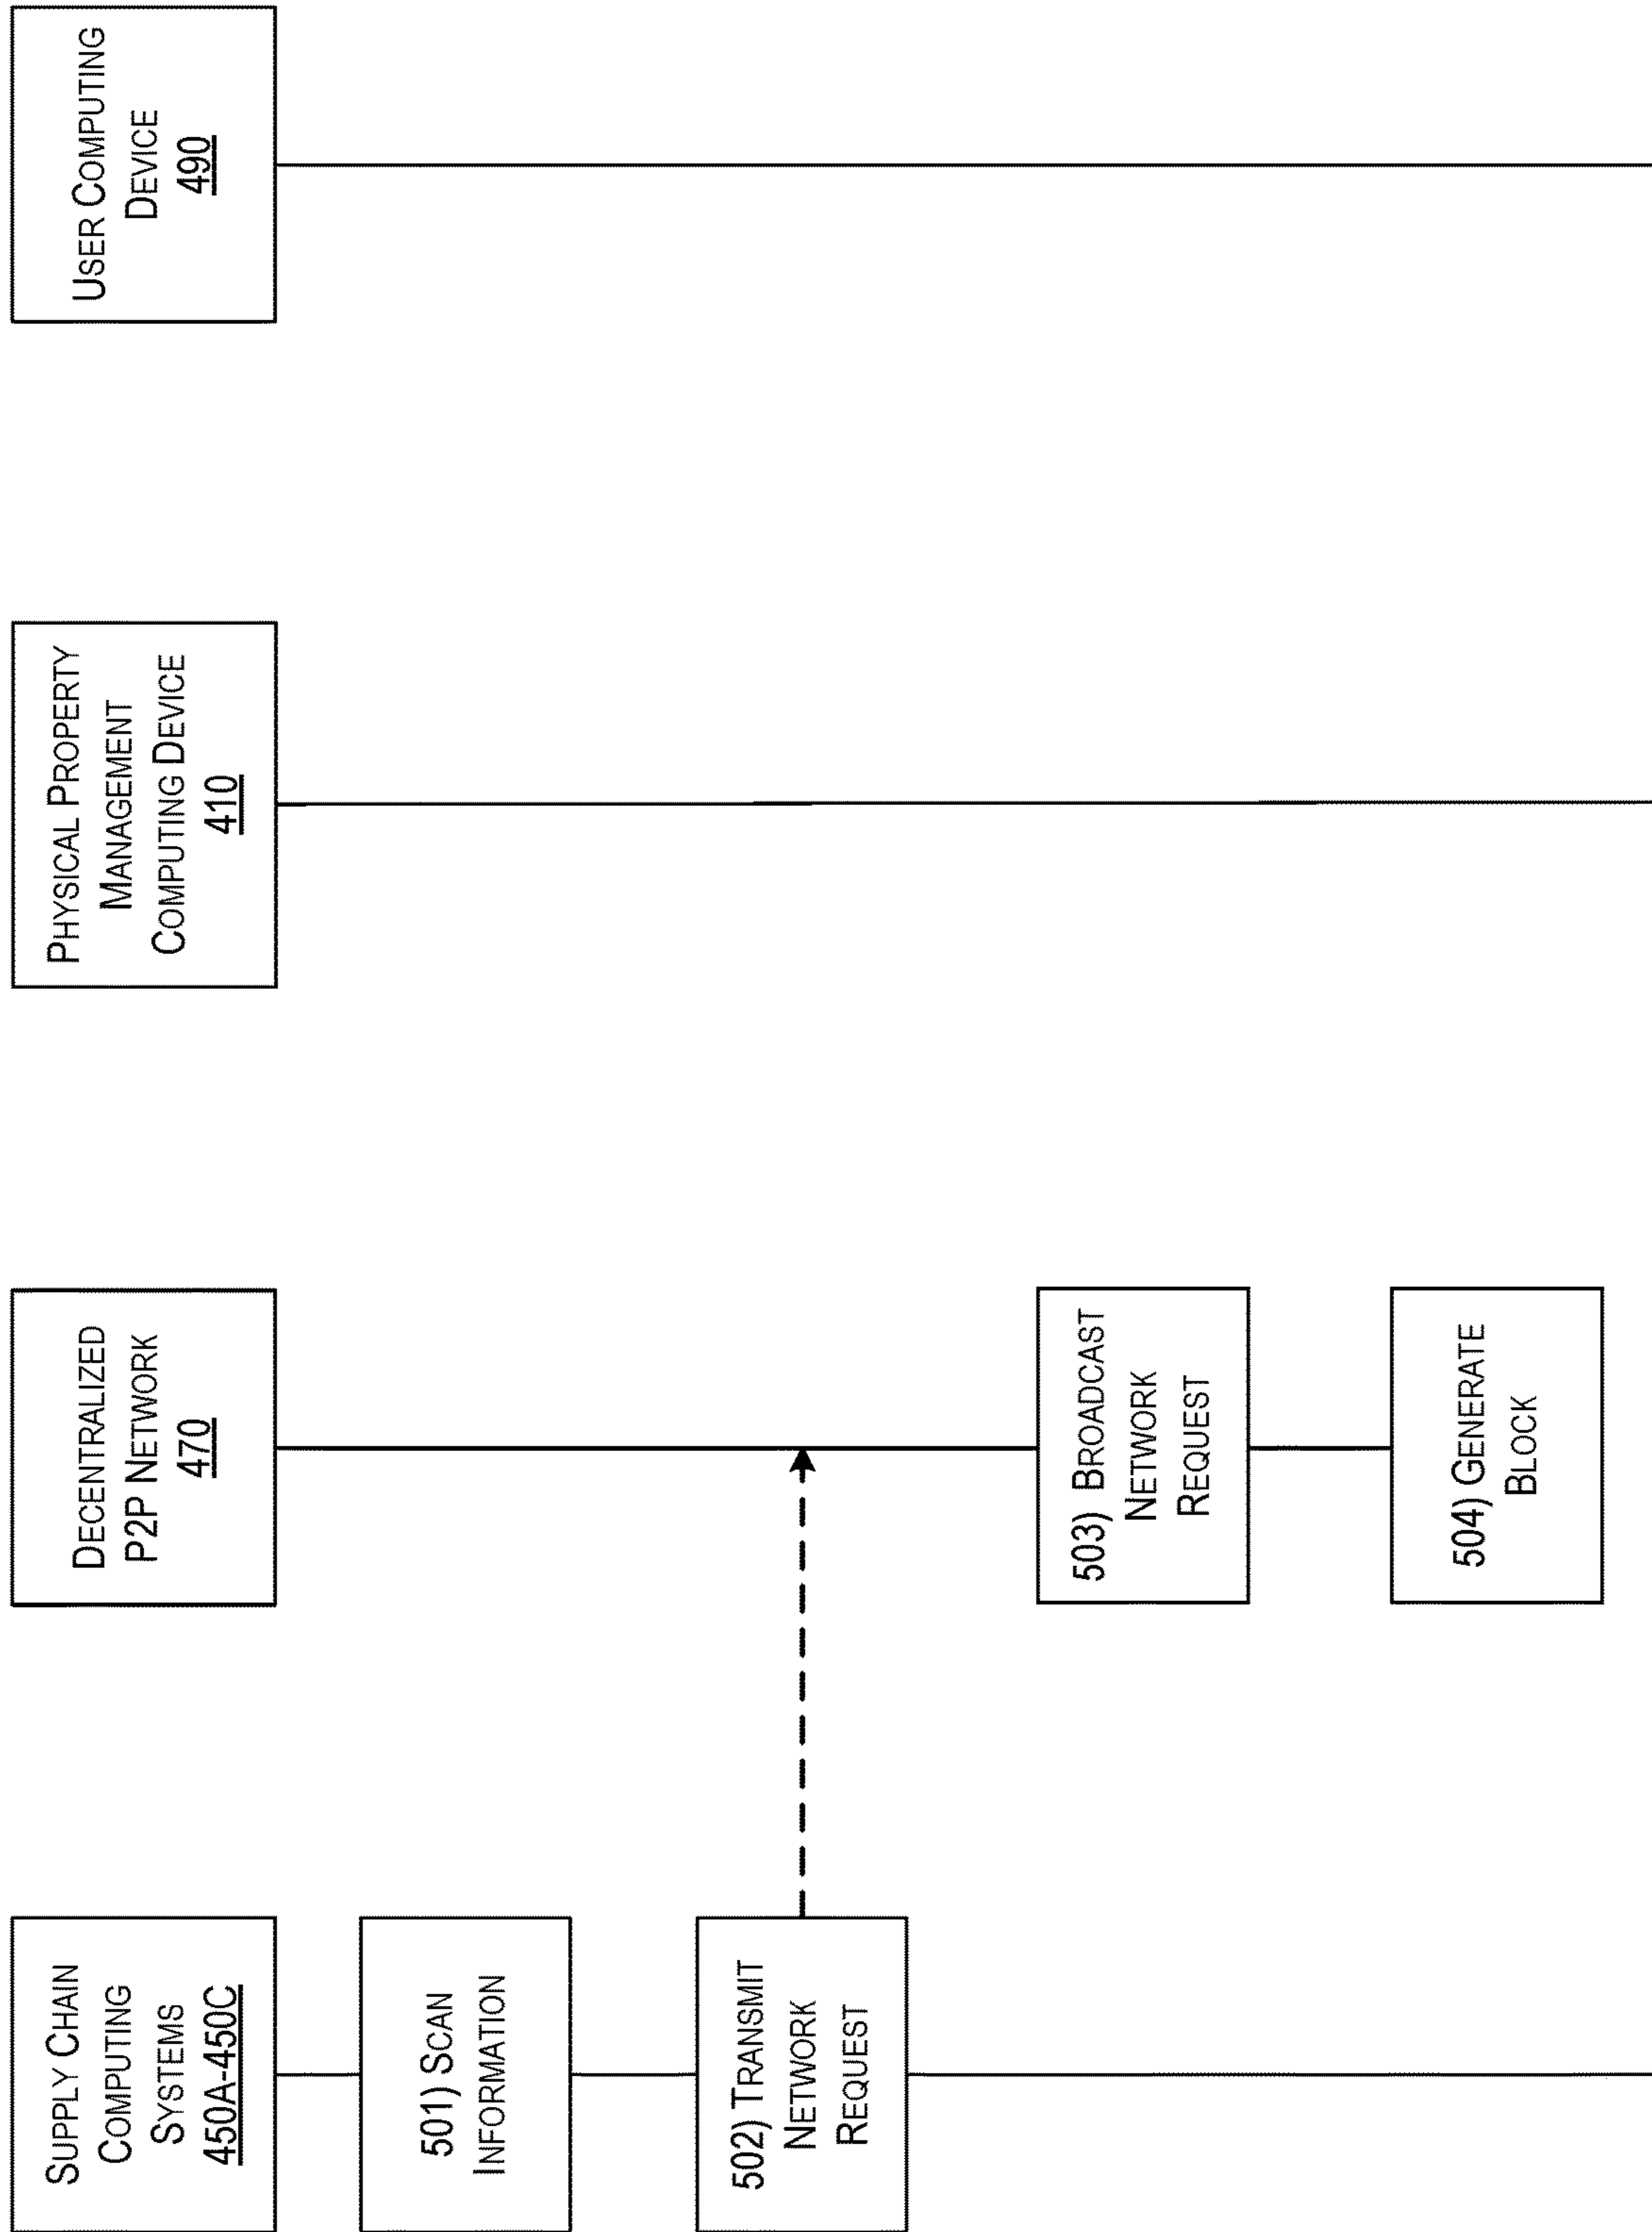 SUPPLY CHAIN
COMPUTING
SYSTEMS
450A-450C
DECENTRALIZED
P2P NETWORK
470
PHYSICAL PROPERTY
MANAGEMENT
COMPUTING DEVICE
410
USER COMPUTING
DEVICE
490
501) SCAN
INFORMATION
502) TRANSMIT
NETWORK
REQUEST
503) BROADCAST
NETWORK
REQUEST
504) GENERATE
BLOCK